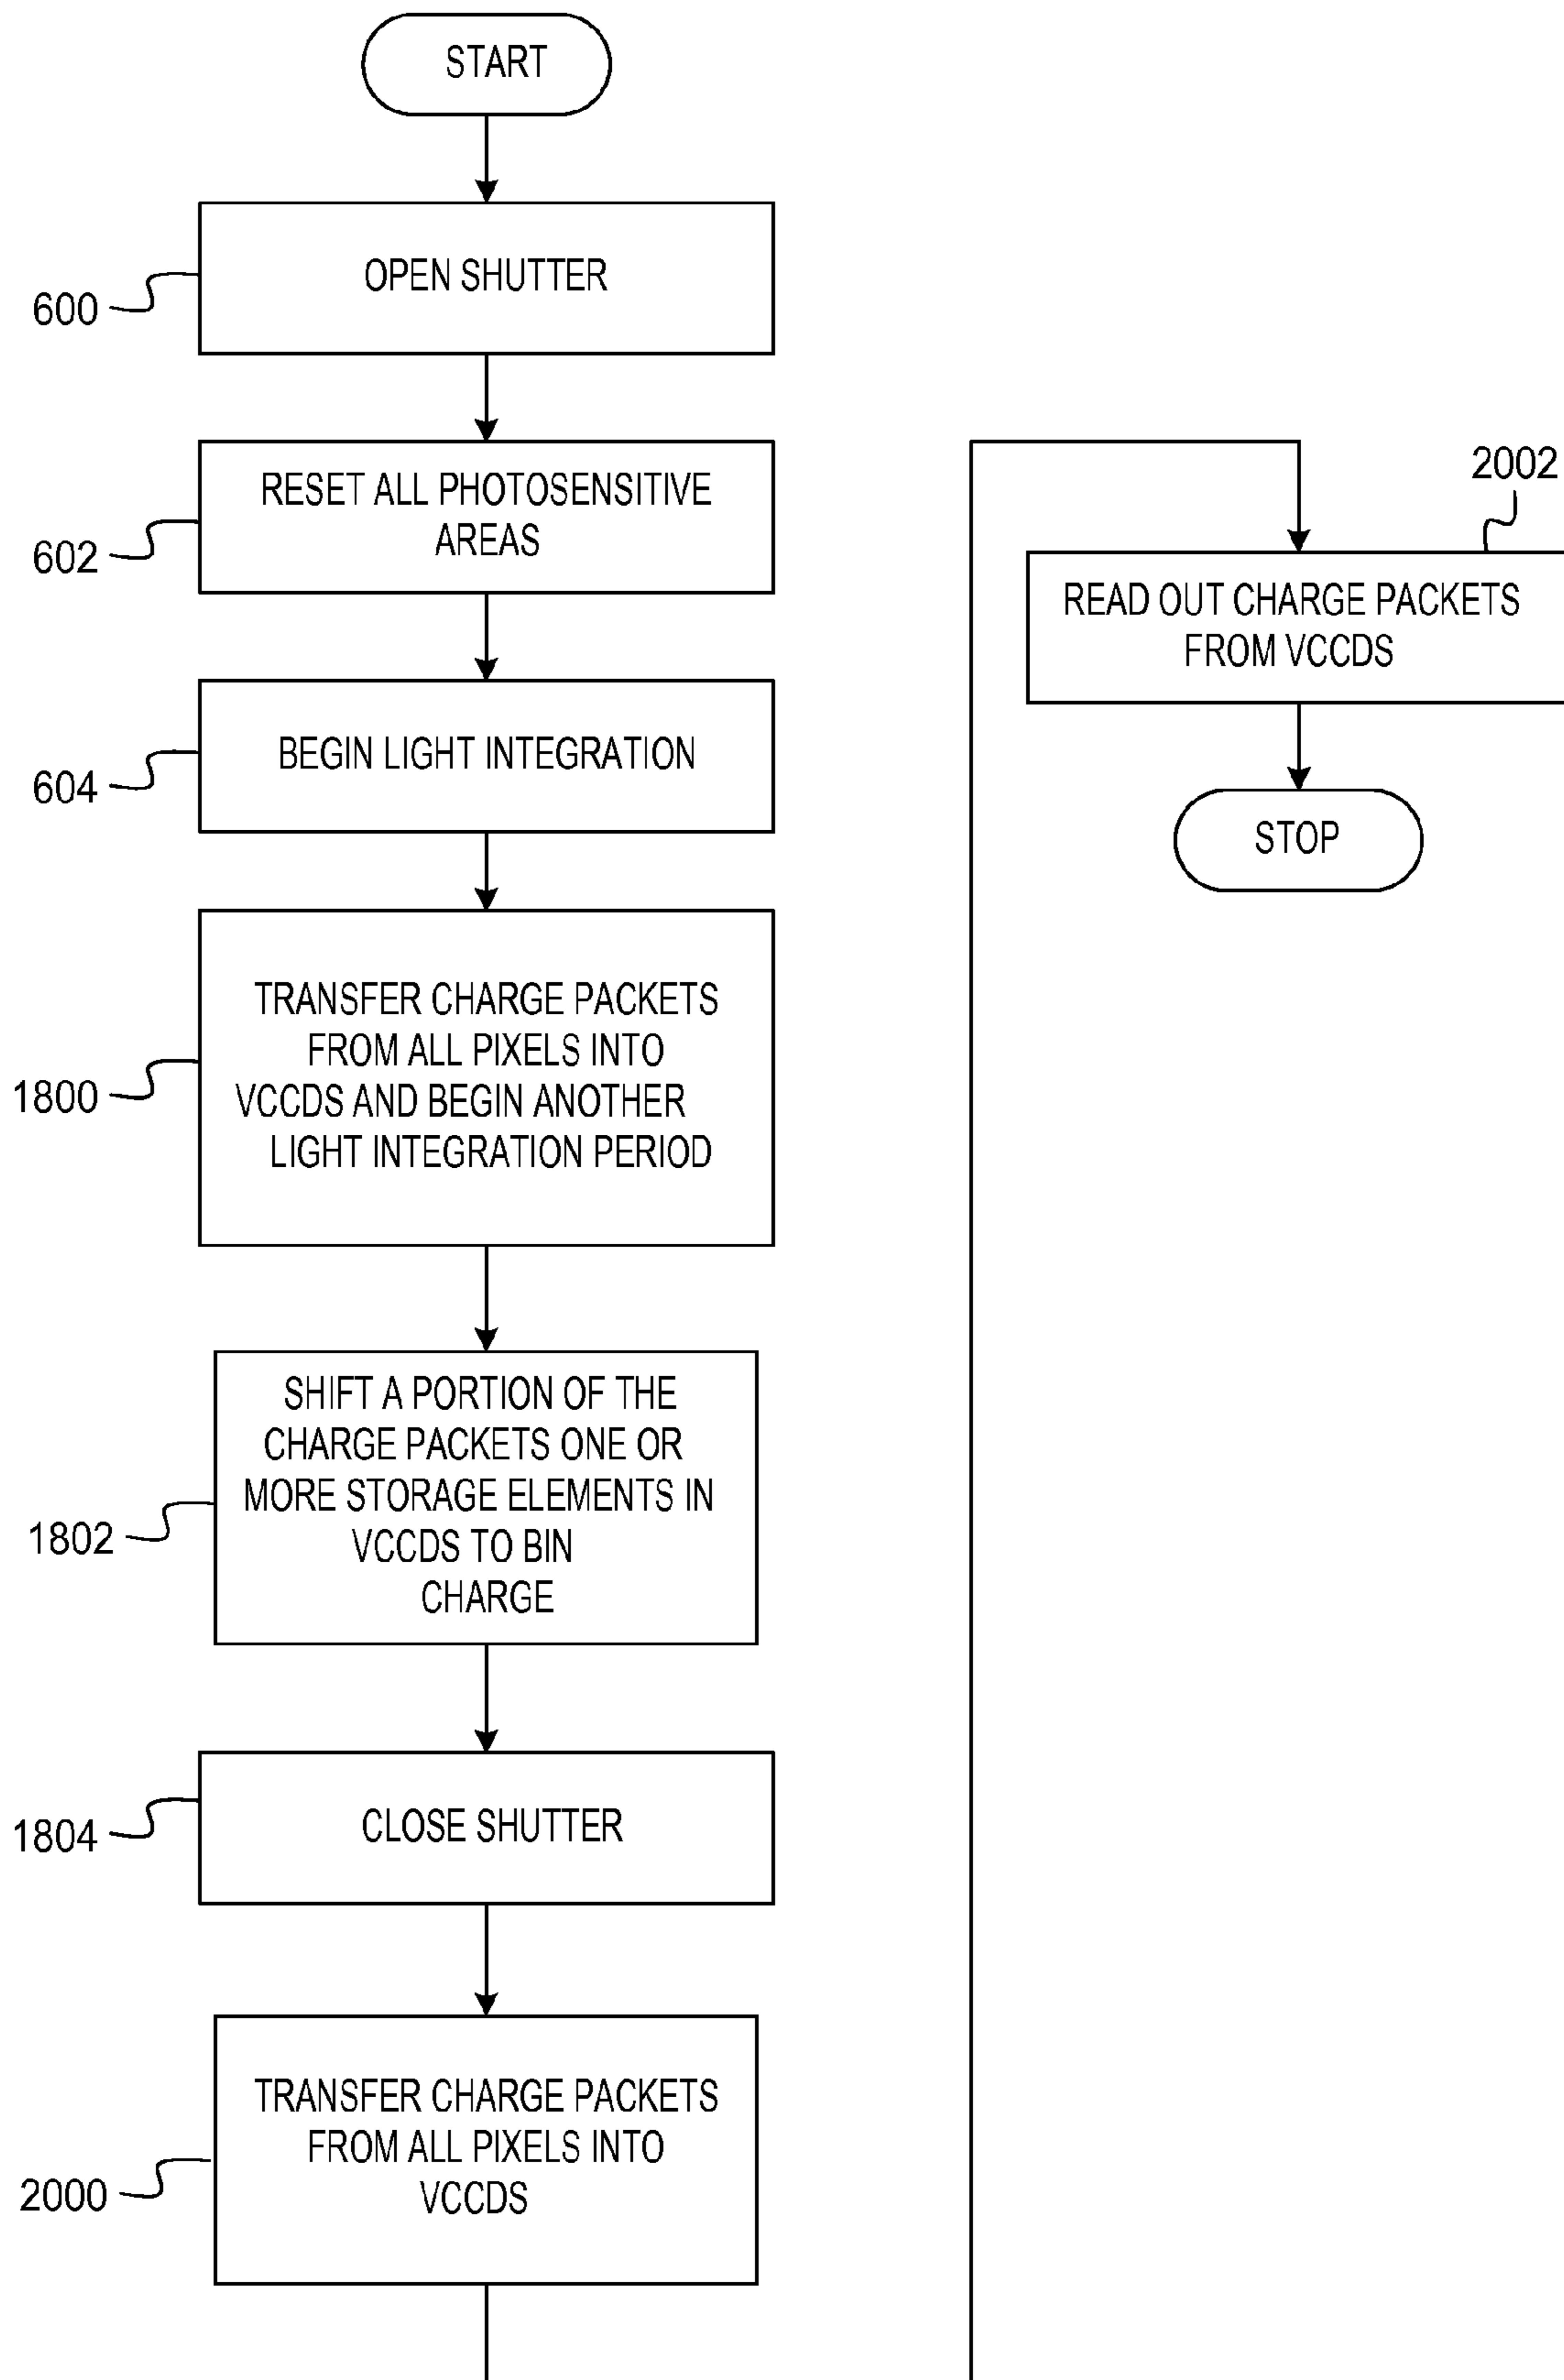 START
OPEN SHUTTER
600
RESET ALL PHOTOSENSITIVE
AREAS
602
BEGIN LIGHT INTEGRATION
604
TRANSFER CHARGE PACKETS
FROM ALL PIXELS INTO
VCCDS AND BEGIN ANOTHER
LIGHT INTEGRATION PERIOD
1800
SHIFT A PORTION OF THE
CHARGE PACKETS ONE OR
MORE STORAGE ELEMENTS IN
VCCDS TO BIN
CHARGE
1802
CLOSE SHUTTER
1804
TRANSFER CHARGE PACKETS
FROM ALL PIXELS INTO
VCCDS
2000
2002
READ OUT CHARGE PACKETS
FROM VCCDS
STOP